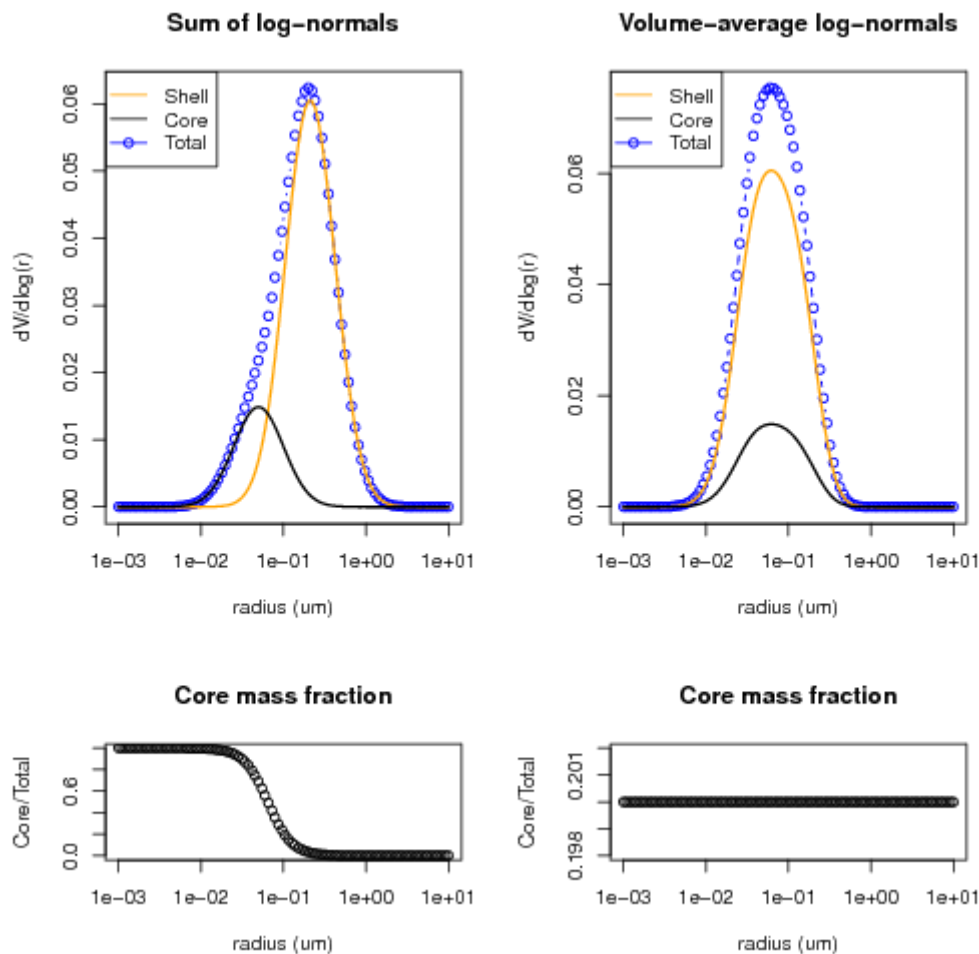 Sum of log-normals
Shell
Core
Total
dV/dlog(r)
0.00
0.01
0.02
0.03
0.04
0.05
0.06
1e-03
1e-02
1e-01
1e+00
1e+01
radius (um)
Volume-average log-normals
Shell
Core
Total
dV/dlog(r)
0.00
0.02
0.04
0.06
1e-03
1e-02
1e-01
1e+00
1e+01
radius (um)
Core mass fraction
Core/Total
0.0
0.6
1e-03
1e-02
1e-01
1e+00
1e+01
radius (um)
Core mass fraction
Core/Total
0.198
0.201
1e-03
1e-02
1e-01
1e+00
1e+01
radius (um)